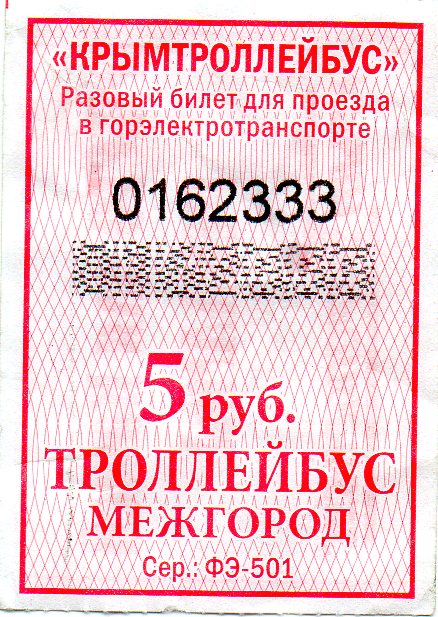 «КРЫМТРОЛЛЕЙБУС»
Разовый билет для проезда
в горэлектротранспорте
0162333
5 руб.
ТРОЛЛЕЙБУС
МЕЖГОРОД
Сер.: ФЭ-501